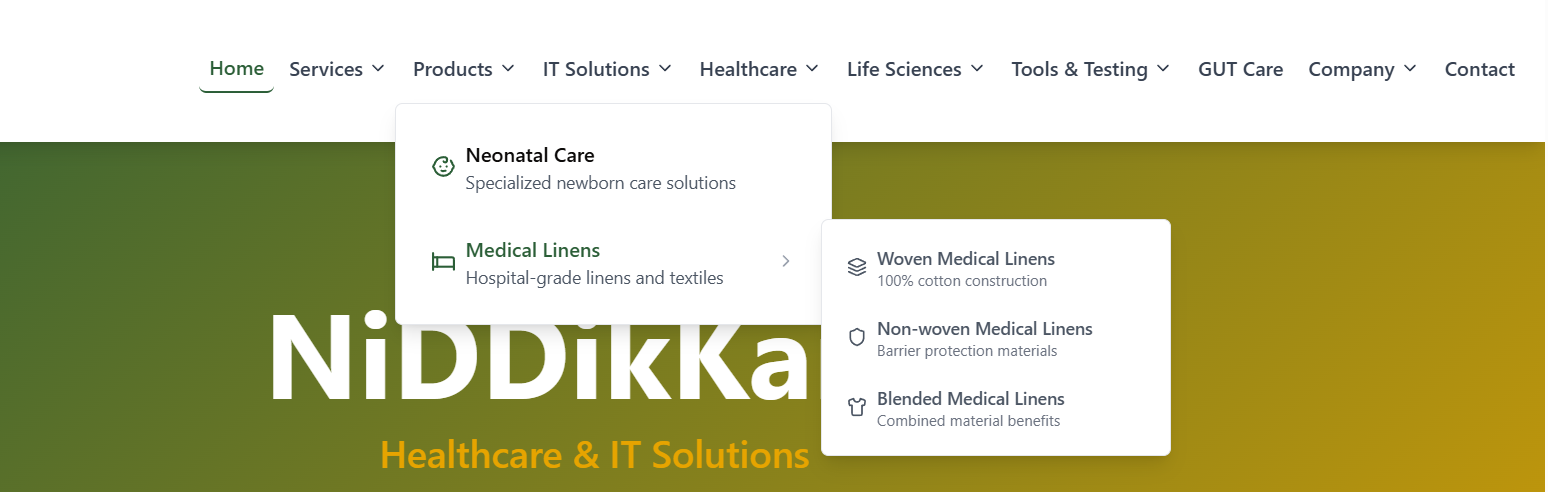 Home Services Products IT Solutions Healthcare Life Sciences Tools & Testing GUT Care Company Contact
Neonatal Care
Specialized newborn care solutions
Medical Linens
Hospital-grade linens and textiles
Woven Medical Linens
100% cotton construction
Non-woven Medical Linens
Barrier protection materials
Blended Medical Linens
Combined material benefits
NiDDikKa
Healthcare & IT Solutions